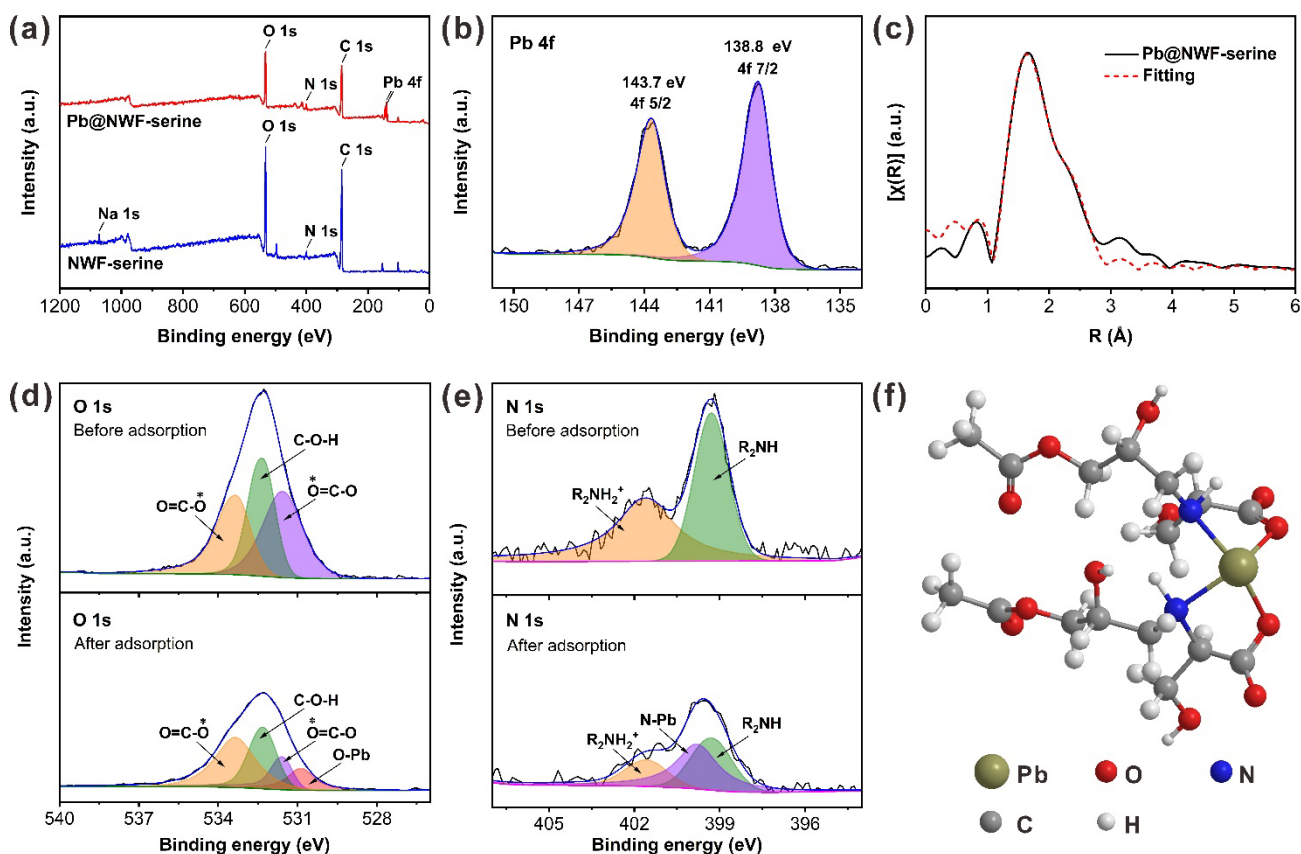 (a)
O 1s
C 1s
N 1s
Pb 4f
Pb@NWF-serine
O 1s
C 1s
Na 1s
N 1s
NWF-serine
Intensity (a.u.)
1200 1000 800 600 400 200 0
Binding energy (eV)
(b)
Pb 4f
138.8 eV
4f 7/2
143.7 eV
4f 5/2
Intensity (a.u.)
150 147 144 141 138 135
Binding energy (eV)
(c)
Pb@NWF-serine
Fitting
[χ(R)] (a.u.)
0 1 2 3 4 5 6
R (Å)
(d)
O 1s
Before adsorption
C-O-H
O=C-O*
O*=C-O
O 1s
After adsorption
C-O-H
O=C-O*
O*=C-O
O-Pb
Intensity (a.u.)
540 537 534 531 528
Binding energy (eV)
(e)
N 1s
Before adsorption
R₂NH
R₂NH₂⁺
N 1s
After adsorption
N-Pb
R₂NH
R₂NH₂⁺
Intensity (a.u.)
405 402 399 396
Binding energy (eV)
(f)
Pb O N
C H